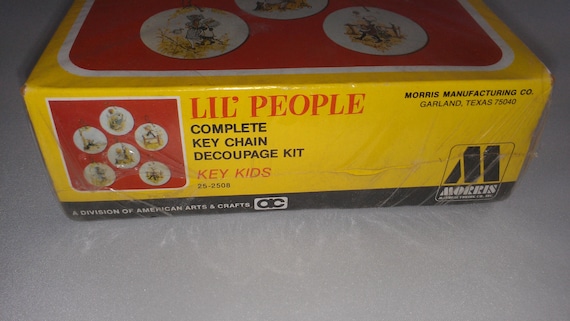 LIL' PEOPLE
COMPLETE
KEY CHAIN
DECOUPAGE KIT
KEY KIDS
25-2508
MORRIS MANUFACTURING CO.
GARLAND, TEXAS 75040
MORRIS
A DIVISION OF AMERICAN ARTS & CRAFTS